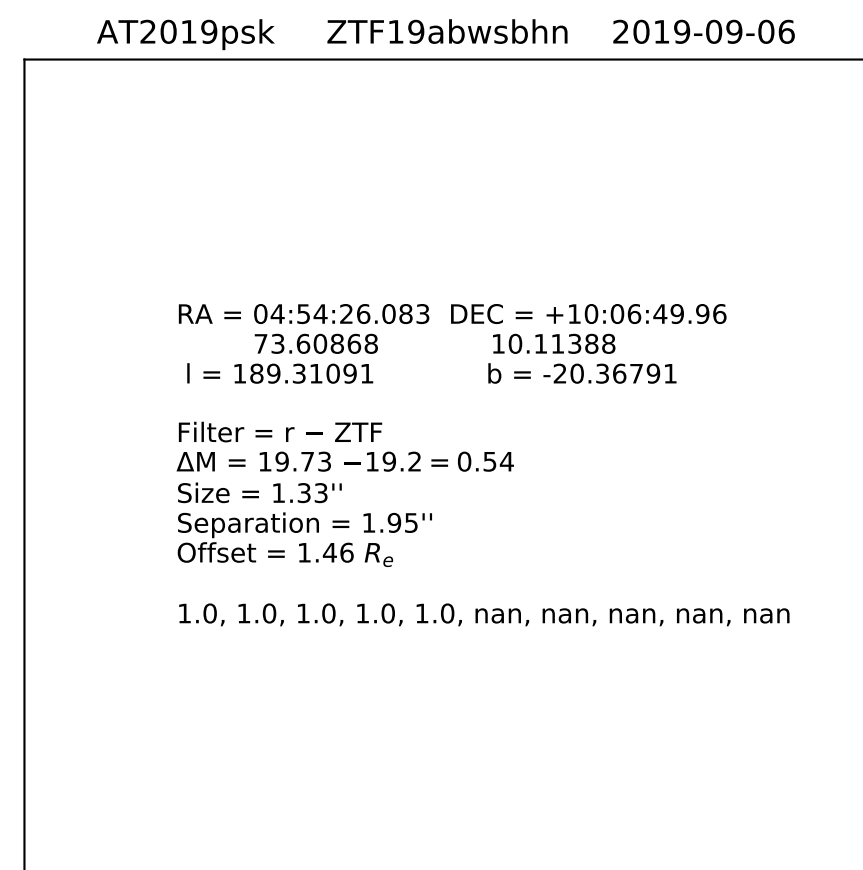 AT2019psk ZTF19abwsbhn 2019-09-06
RA = 04:54:26.083 DEC = +10:06:49.96
73.60868 10.11388
l = 189.31091 b = -20.36791
Filter = r − ZTF
ΔM = 19.73 −19.2 = 0.54
Size = 1.33''
Separation = 1.95''
Offset = 1.46 Re
1.0, 1.0, 1.0, 1.0, 1.0, nan, nan, nan, nan, nan